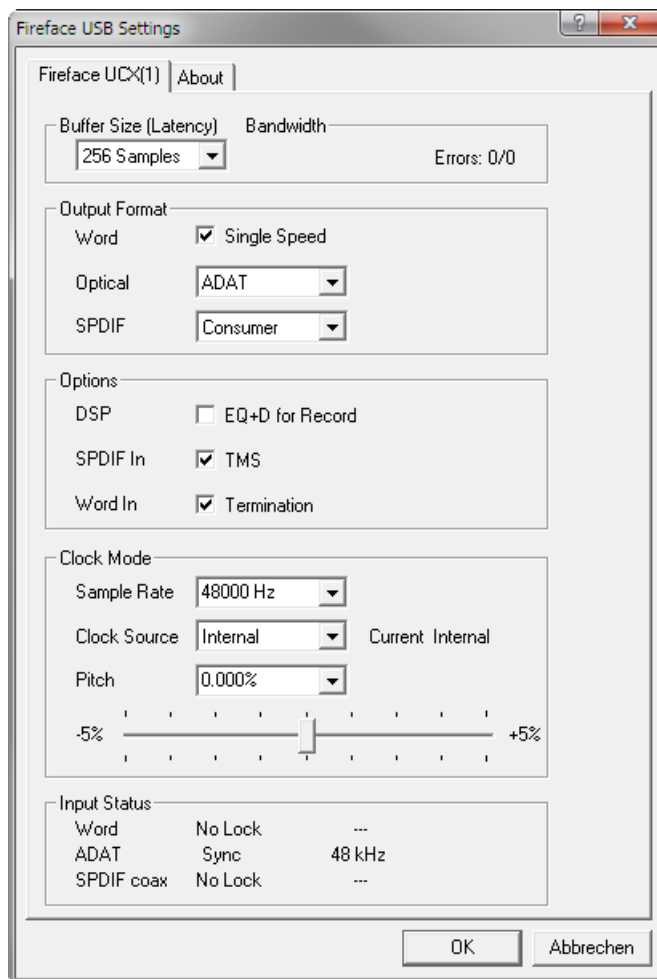 Fireface USB Settings
Fireface UCX(1) About
Buffer Size (Latency) Bandwidth
256 Samples Errors: 0/0
Output Format
Word Single Speed
Optical ADAT
SPDIF Consumer
Options
DSP EQ+D for Record
SPDIF In TMS
Word In Termination
Clock Mode
Sample Rate 48000 Hz
Clock Source Internal Current Internal
Pitch 0.000%
-5% +5%
Input Status
Word No Lock ---
ADAT Sync 48 kHz
SPDIF coax No Lock ---
OK Abbrechen